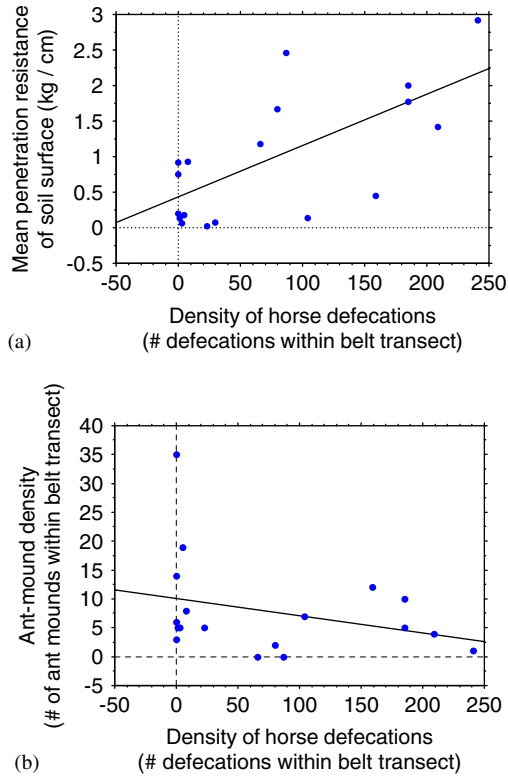 3
2.5
2
1.5
1
0.5
0
-0.5
Mean penetration resistance
of soil surface (kg / cm)
-50 0 50 100 150 200 250
Density of horse defecations
(# defecations within belt transect)
(a)
40
35
30
25
20
15
10
5
0
-5
Ant-mound density
(# of ant mounds within belt transect)
-50 0 50 100 150 200 250
Density of horse defecations
(# defecations within belt transect)
(b)